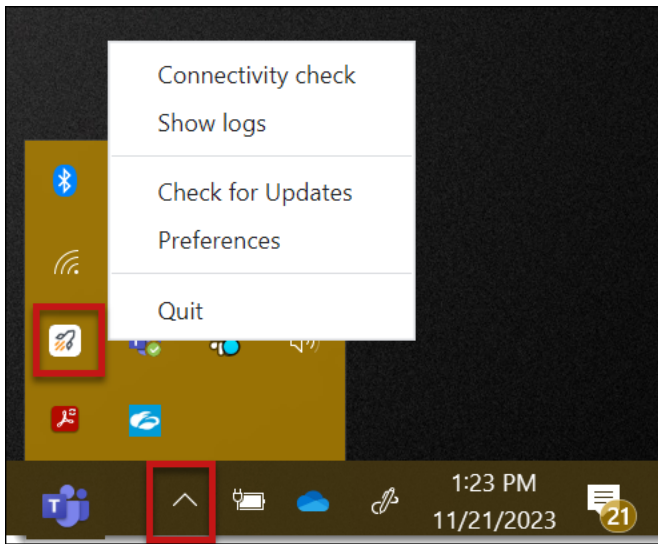 Connectivity check
Show logs
Check for Updates
Preferences
Quit
T
1:23 PM
11/21/2023
21